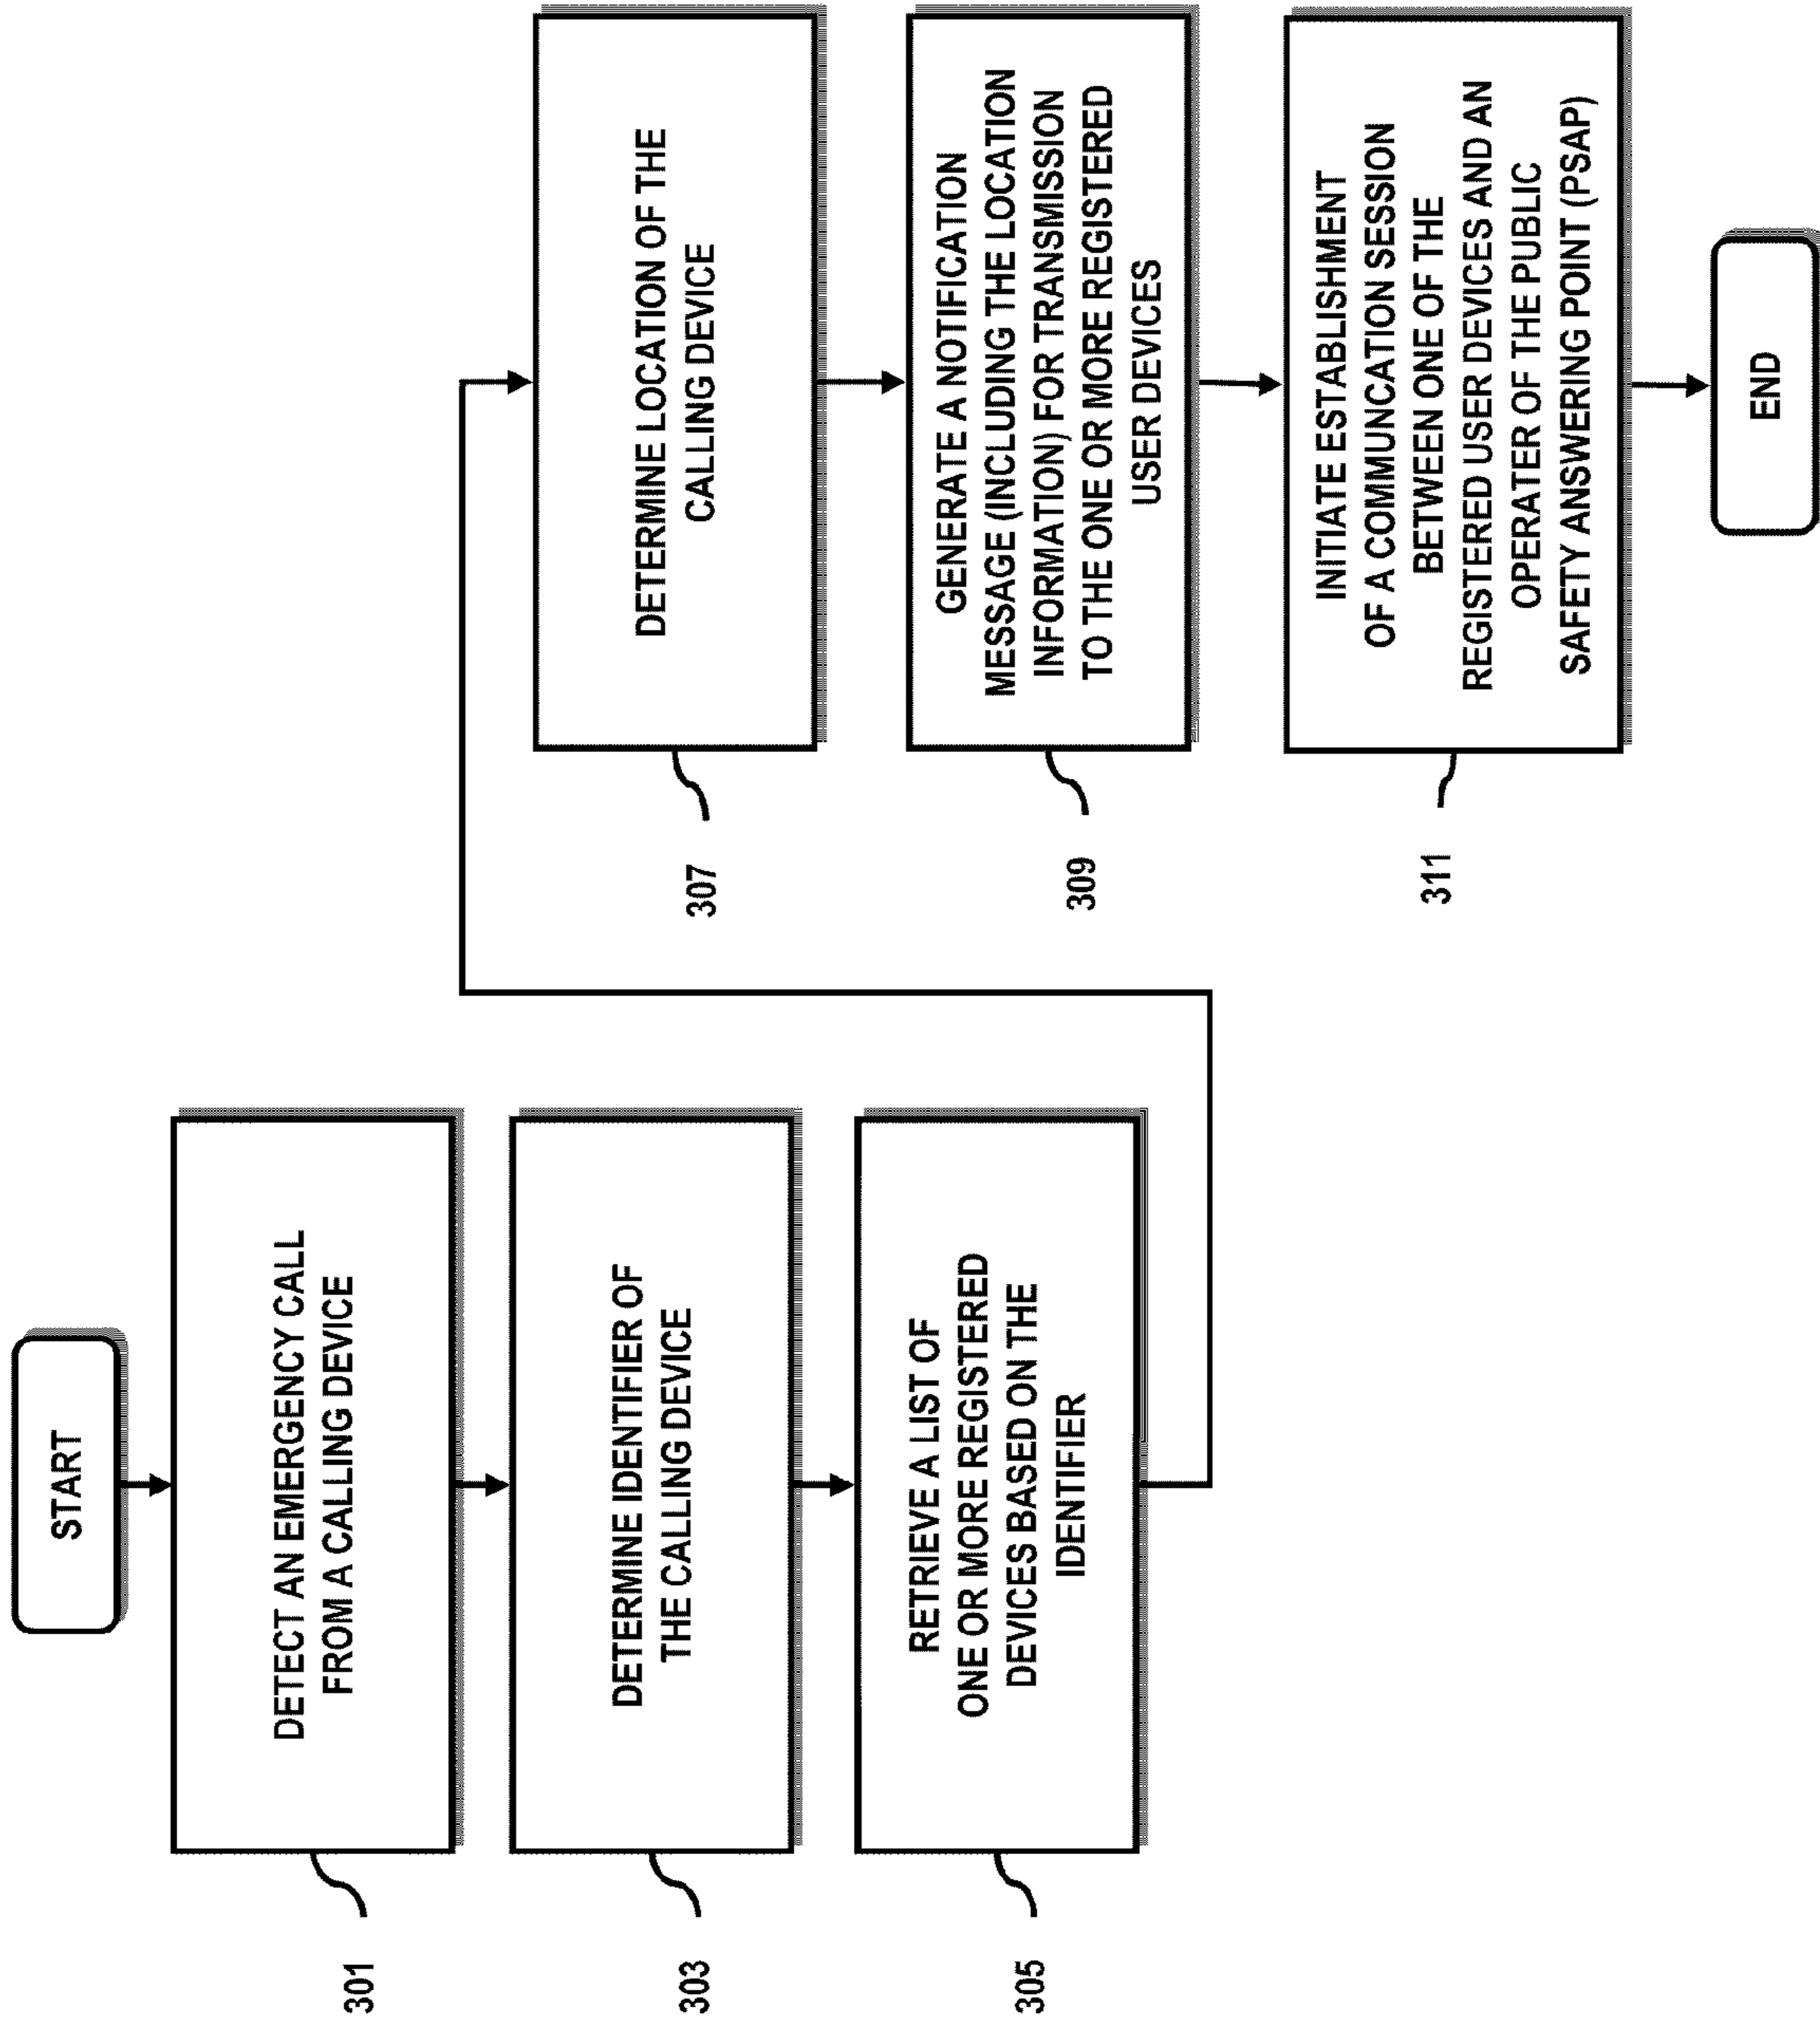 START
DETECT AN EMERGENCY CALL
FROM A CALLING DEVICE
301
DETERMINE IDENTIFIER OF
THE CALLING DEVICE
303
RETRIEVE A LIST OF
ONE OR MORE REGISTERED
DEVICES BASED ON THE
IDENTIFIER
305
DETERMINE LOCATION OF THE
CALLING DEVICE
307
GENERATE A NOTIFICATION
MESSAGE (INCLUDING THE LOCATION
INFORMATION) FOR TRANSMISSION
TO THE ONE OR MORE REGISTERED
USER DEVICES
309
INITIATE ESTABLISHMENT
OF A COMMUNCATION SESSION
BETWEEN ONE OF THE
REGISTERED USER DEVICES AND AN
OPERATER OF THE PUBLIC
SAFETY ANSWERING POINT (PSAP)
311
END